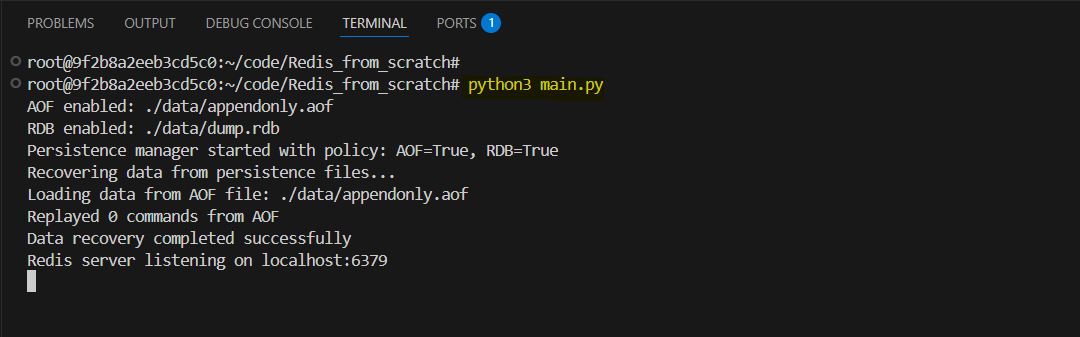 PROBLEMS OUTPUT DEBUG CONSOLE TERMINAL PORTS 1
root@9f2b8a2eeb3cd5c0:~/code/Redis_from_scratch#
root@9f2b8a2eeb3cd5c0:~/code/Redis_from_scratch# python3 main.py
AOF enabled: ./data/appendonly.aof
RDB enabled: ./data/dump.rdb
Persistence manager started with policy: AOF=True, RDB=True
Recovering data from persistence files...
Loading data from AOF file: ./data/appendonly.aof
Replayed 0 commands from AOF
Data recovery completed successfully
Redis server listening on localhost:6379